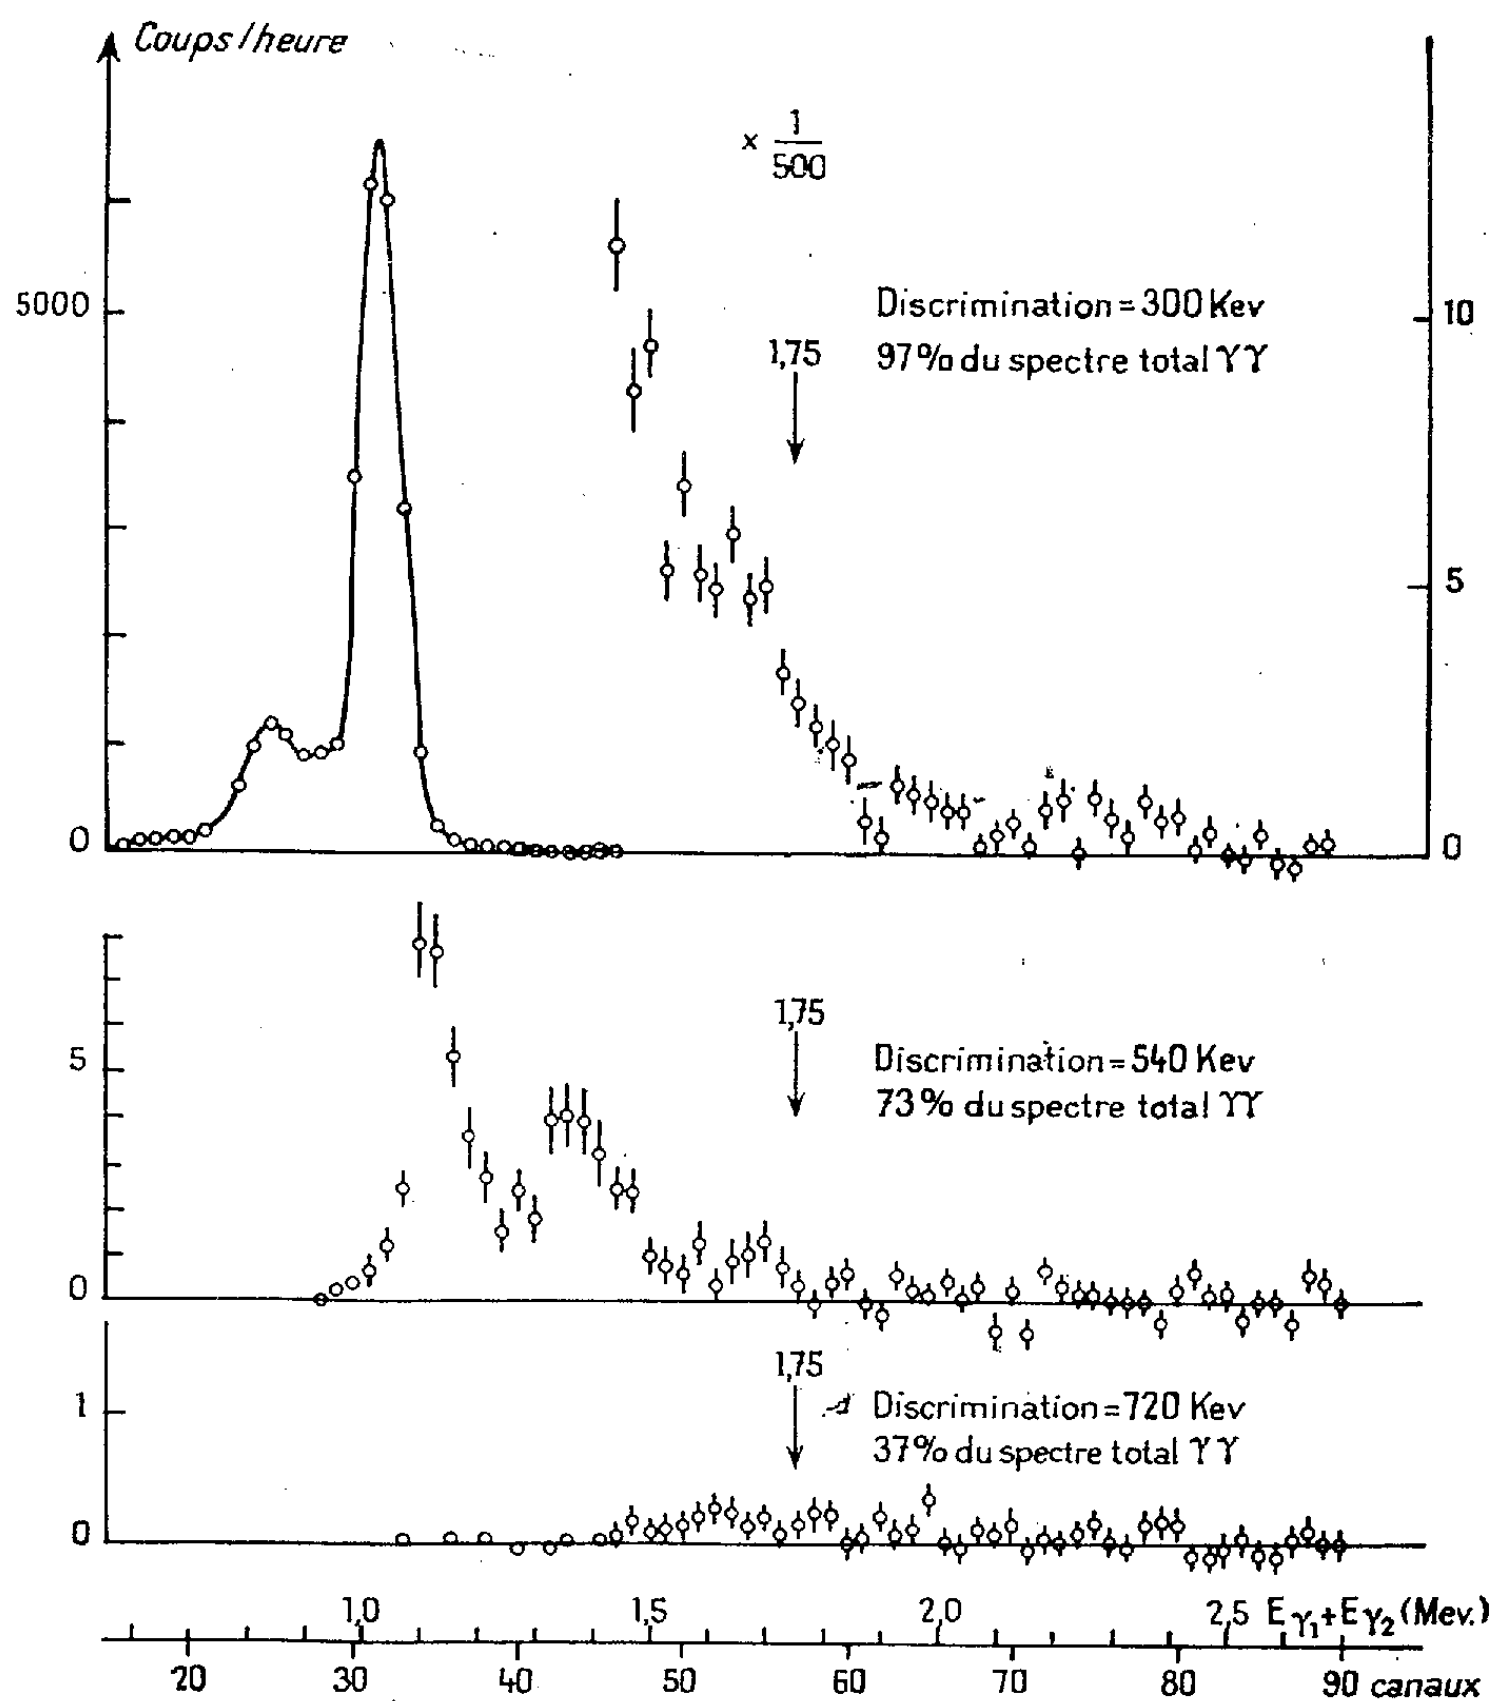 Coups/heure
× 1/500
5000
Discrimination = 300 Kev
10
1,75
97% du spectre total γγ
5
0
0
1,75
5
Discrimination = 540 Kev
73% du spectre total γγ
0
1,75
1
Discrimination = 720 Kev
37% du spectre total γγ
0
1,0 1,5 2,0 2,5 Eγ₁+Eγ₂ (Mev.)
20 30 40 50 60 70 80 90 canaux